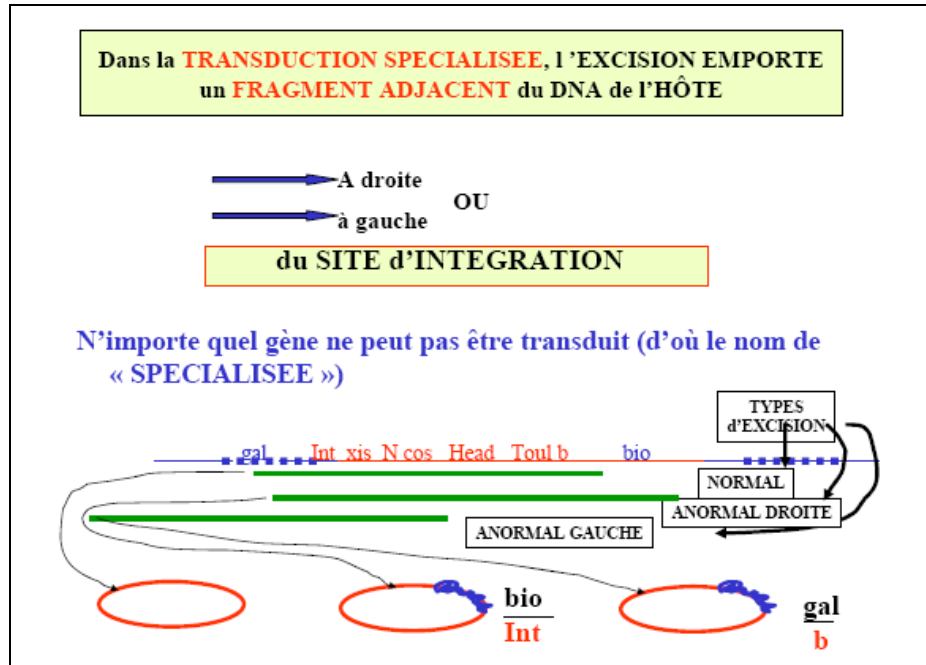 Dans la TRANSDUCTION SPECIALISEE, l ’EXCISION EMPORTE
un FRAGMENT ADJACENT du DNA de l’HÔTE
A droite
OU
à gauche
du SITE d’INTEGRATION
N’importe quel gène ne peut pas être transduit (d’où le nom de
« SPECIALISEE »)
TYPES
d’EXCISION
gal Int xis N cos Head Toul b bio
NORMAL
ANORMAL DROITE
ANORMAL GAUCHE
bio
Int
gal
b